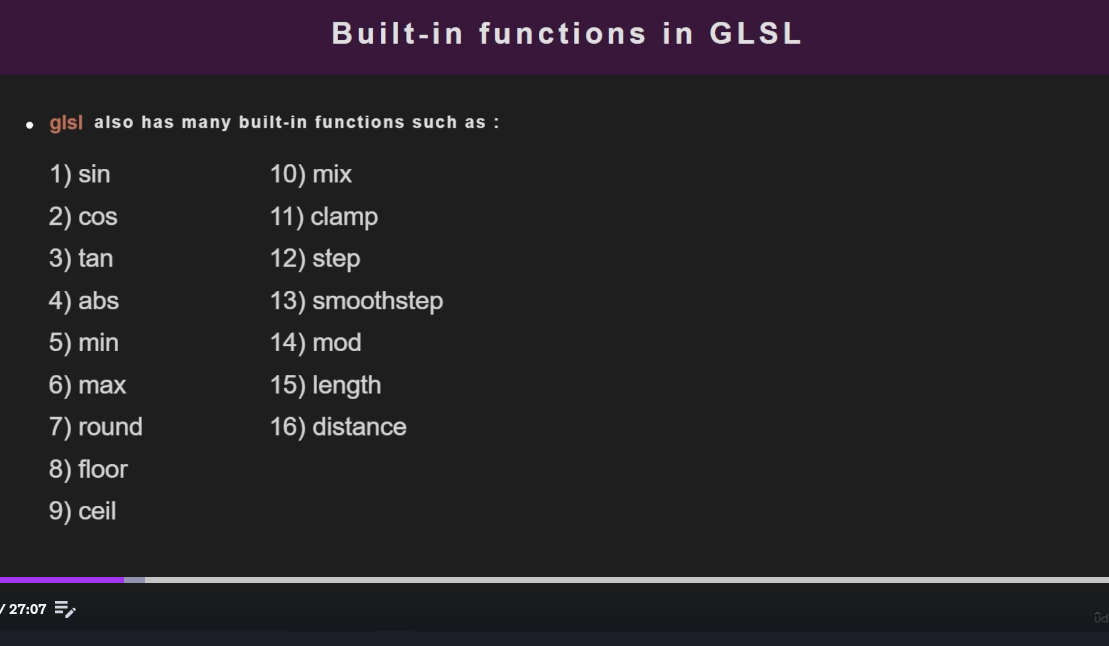 Built-in functions in GLSL
• glsl also has many built-in functions such as :
1) sin
2) cos
3) tan
4) abs
5) min
6) max
7) round
8) floor
9) ceil
10) mix
11) clamp
12) step
13) smoothstep
14) mod
15) length
16) distance
/ 27:07